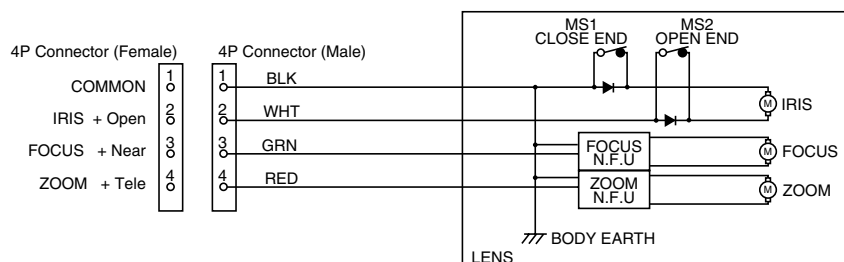 MS1
CLOSE END
MS2
OPEN END
4P Connector (Female)
4P Connector (Male)
COMMON 1 1 BLK
IRIS + Open 2 2 WHT
M IRIS
FOCUS + Near 3 3 GRN
FOCUS
N.F.U
M FOCUS
ZOOM + Tele 4 4 RED
ZOOM
N.F.U
M ZOOM
BODY EARTH
LENS